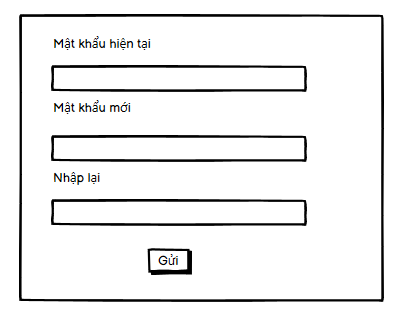 Mật khẩu hiện tại
Mật khẩu mới
Nhập lại
Gửi